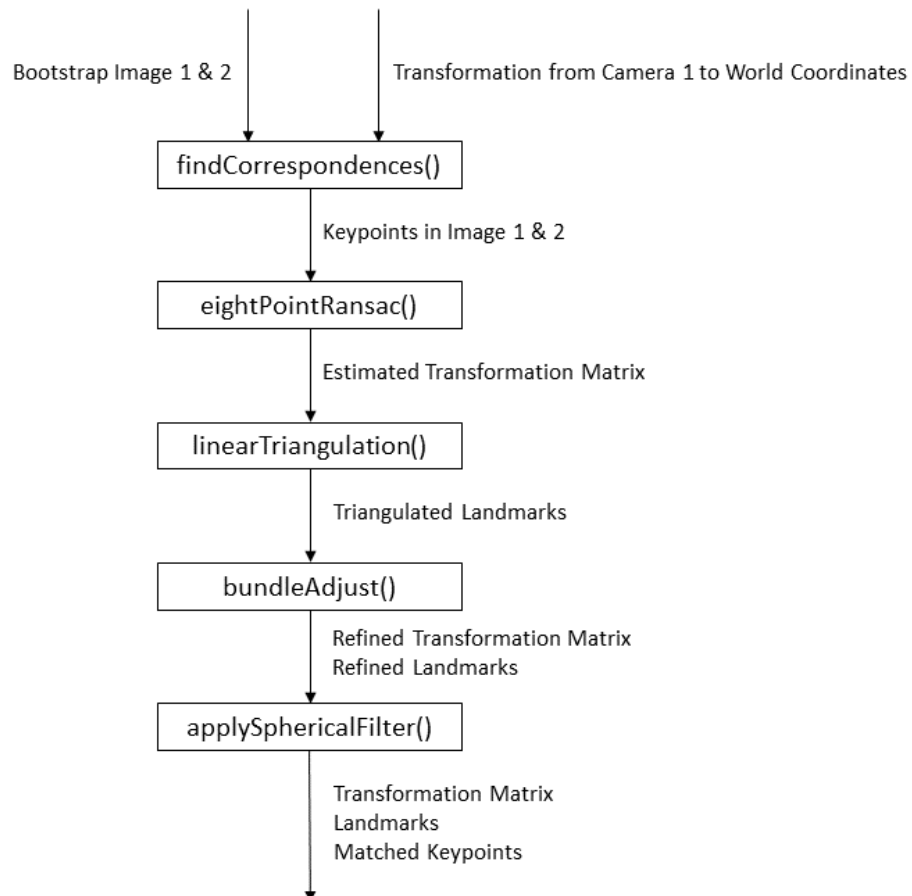 Bootstrap Image 1 & 2
Transformation from Camera 1 to World Coordinates
findCorrespondences()
Keypoints in Image 1 & 2
eightPointRansac()
Estimated Transformation Matrix
linearTriangulation()
Triangulated Landmarks
bundleAdjust()
Refined Transformation Matrix
Refined Landmarks
applySphericalFilter()
Transformation Matrix
Landmarks
Matched Keypoints